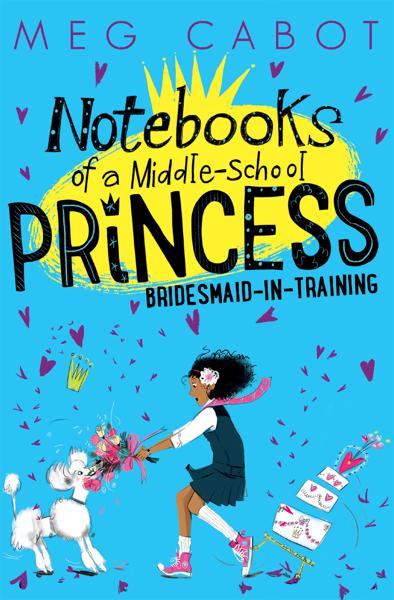 MEG CABOT
NotebooKs
of a Middle-School
PRiNCESS
BRIDESMAID-IN-TRAINING